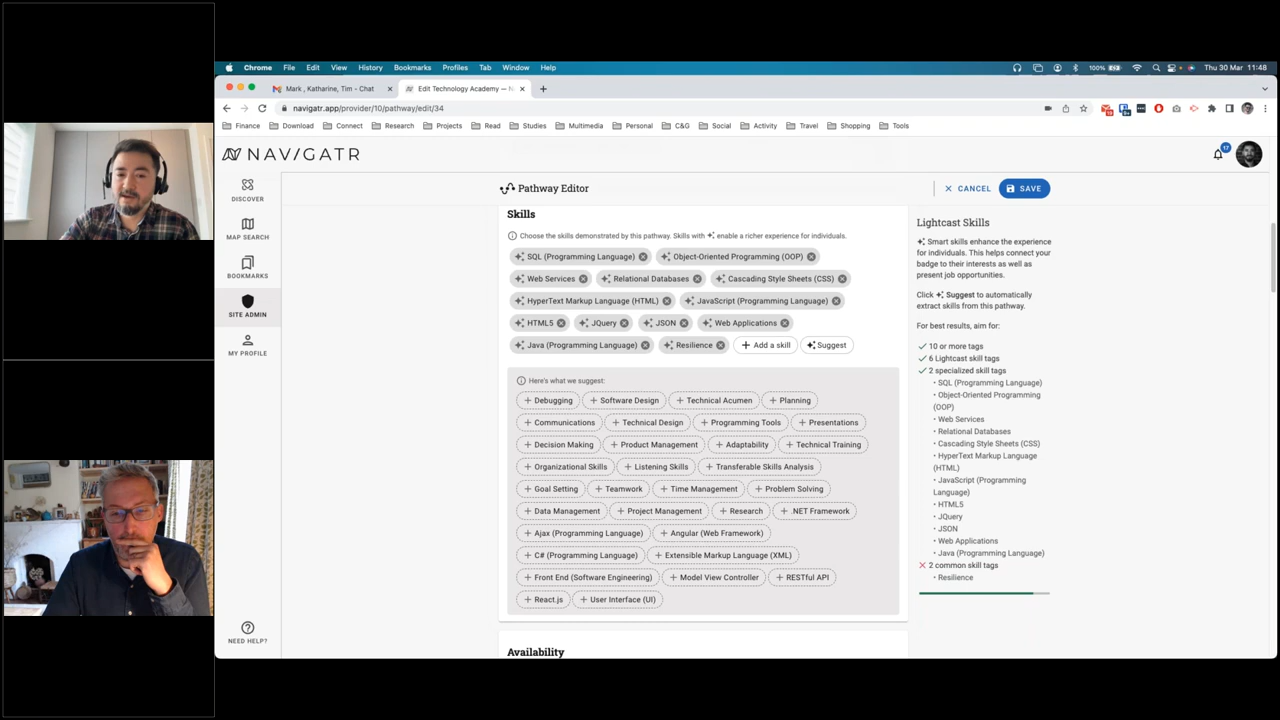 Chrome File Edit View History Bookmarks Profiles Tab Window Help 100% Thu 30 Mar 11:48
Mark , Katharine, Tim - Chat
Edit Technology Academy — N
navigatr.app/provider/10/pathway/edit/34
Finance Download Connect Research Projects Read Studies Multimedia Personal C&G Social Activity Travel Shopping Tools
NAVIGATR
17
DISCOVER
MAP SEARCH
BOOKMARKS
SITE ADMIN
MY PROFILE
NEED HELP?
Pathway Editor
CANCEL
SAVE
Skills
Choose the skills demonstrated by this pathway. Skills with enable a richer experience for individuals.
SQL (Programming Language) Object-Oriented Programming (OOP)
Web Services Relational Databases Cascading Style Sheets (CSS)
HyperText Markup Language (HTML) JavaScript (Programming Language)
HTML5 JQuery JSON Web Applications
Java (Programming Language) Resilience + Add a skill Suggest
Here's what we suggest:
+ Debugging + Software Design + Technical Acumen + Planning
+ Communications + Technical Design + Programming Tools + Presentations
+ Decision Making + Product Management + Adaptability + Technical Training
+ Organizational Skills + Listening Skills + Transferable Skills Analysis
+ Goal Setting + Teamwork + Time Management + Problem Solving
+ Data Management + Project Management + Research + .NET Framework
+ Ajax (Programming Language) + Angular (Web Framework)
+ C# (Programming Language) + Extensible Markup Language (XML)
+ Front End (Software Engineering) + Model View Controller + RESTful API
+ React.js + User Interface (UI)
Availability
Lightcast Skills
Smart skills enhance the experience
for individuals. This helps connect your
badge to their interests as well as
present job opportunities.
Click Suggest to automatically
extract skills from this pathway.
For best results, aim for:
10 or more tags
6 Lightcast skill tags
2 specialized skill tags
• SQL (Programming Language)
• Object-Oriented Programming
(OOP)
• Web Services
• Relational Databases
• Cascading Style Sheets (CSS)
• HyperText Markup Language
(HTML)
• JavaScript (Programming
Language)
• HTML5
• JQuery
• JSON
• Web Applications
• Java (Programming Language)
2 common skill tags
• Resilience